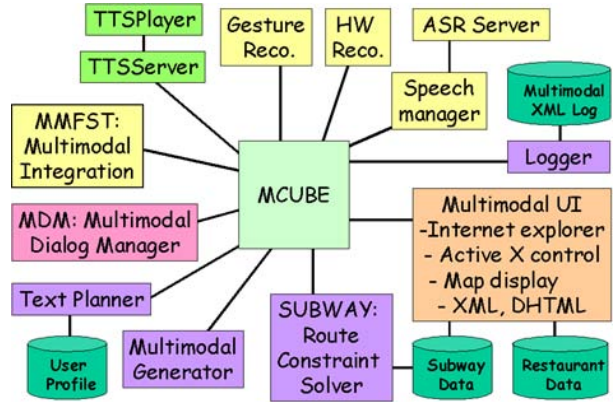 TTSPlayer
TTSServer
Gesture
Reco.
HW
Reco.
ASR Server
Speech
manager
Multimodal
XML Log
Logger
MMFST:
Multimodal
Integration
MCUBE
MDM: Multimodal
Dialog Manager
Multimodal UI
-Internet explorer
- Active X control
- Map display
- XML, DHTML
Text Planner
User
Profile
Multimodal
Generator
SUBWAY:
Route
Constraint
Solver
Subway
Data
Restaurant
Data